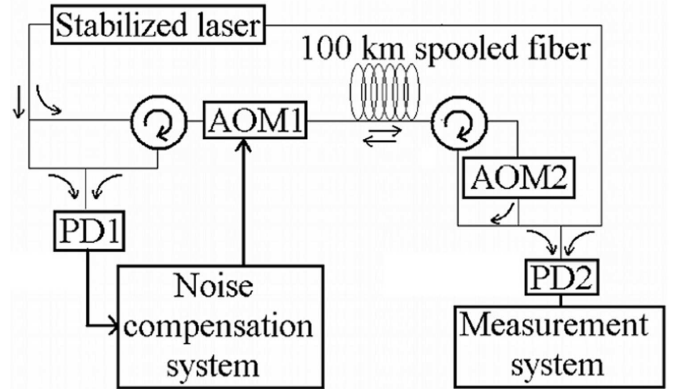 Stabilized laser
100 km spooled fiber
AOM1
AOM2
PD1
PD2
Noise
compensation
system
Measurement
system